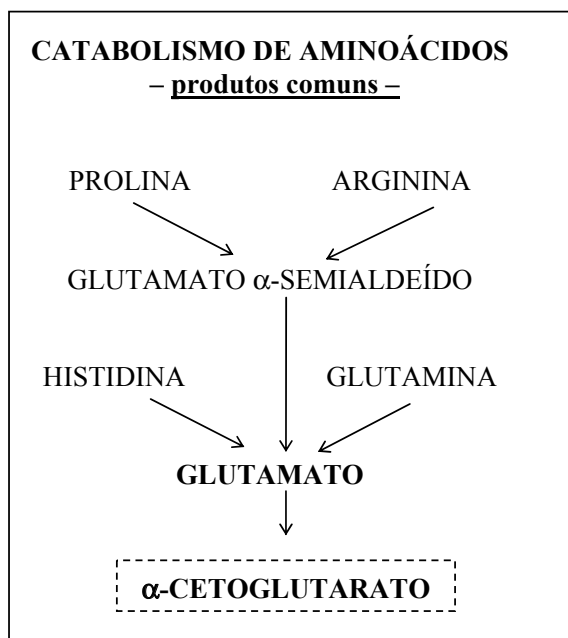 CATABOLISMO DE AMINOÁCIDOS
– produtos comuns –
PROLINA ARGININA
GLUTAMATO α-SEMIALDEÍDO
HISTIDINA GLUTAMINA
GLUTAMATO
α-CETOGLUTARATO